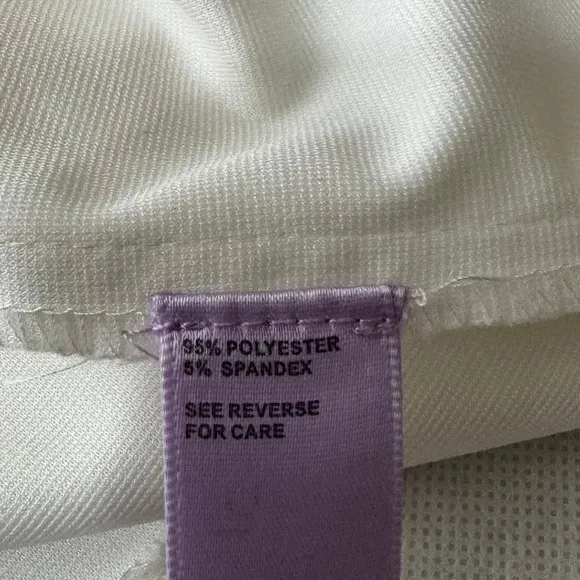 95% POLYESTER
5% SPANDEX
SEE REVERSE
FOR CARE